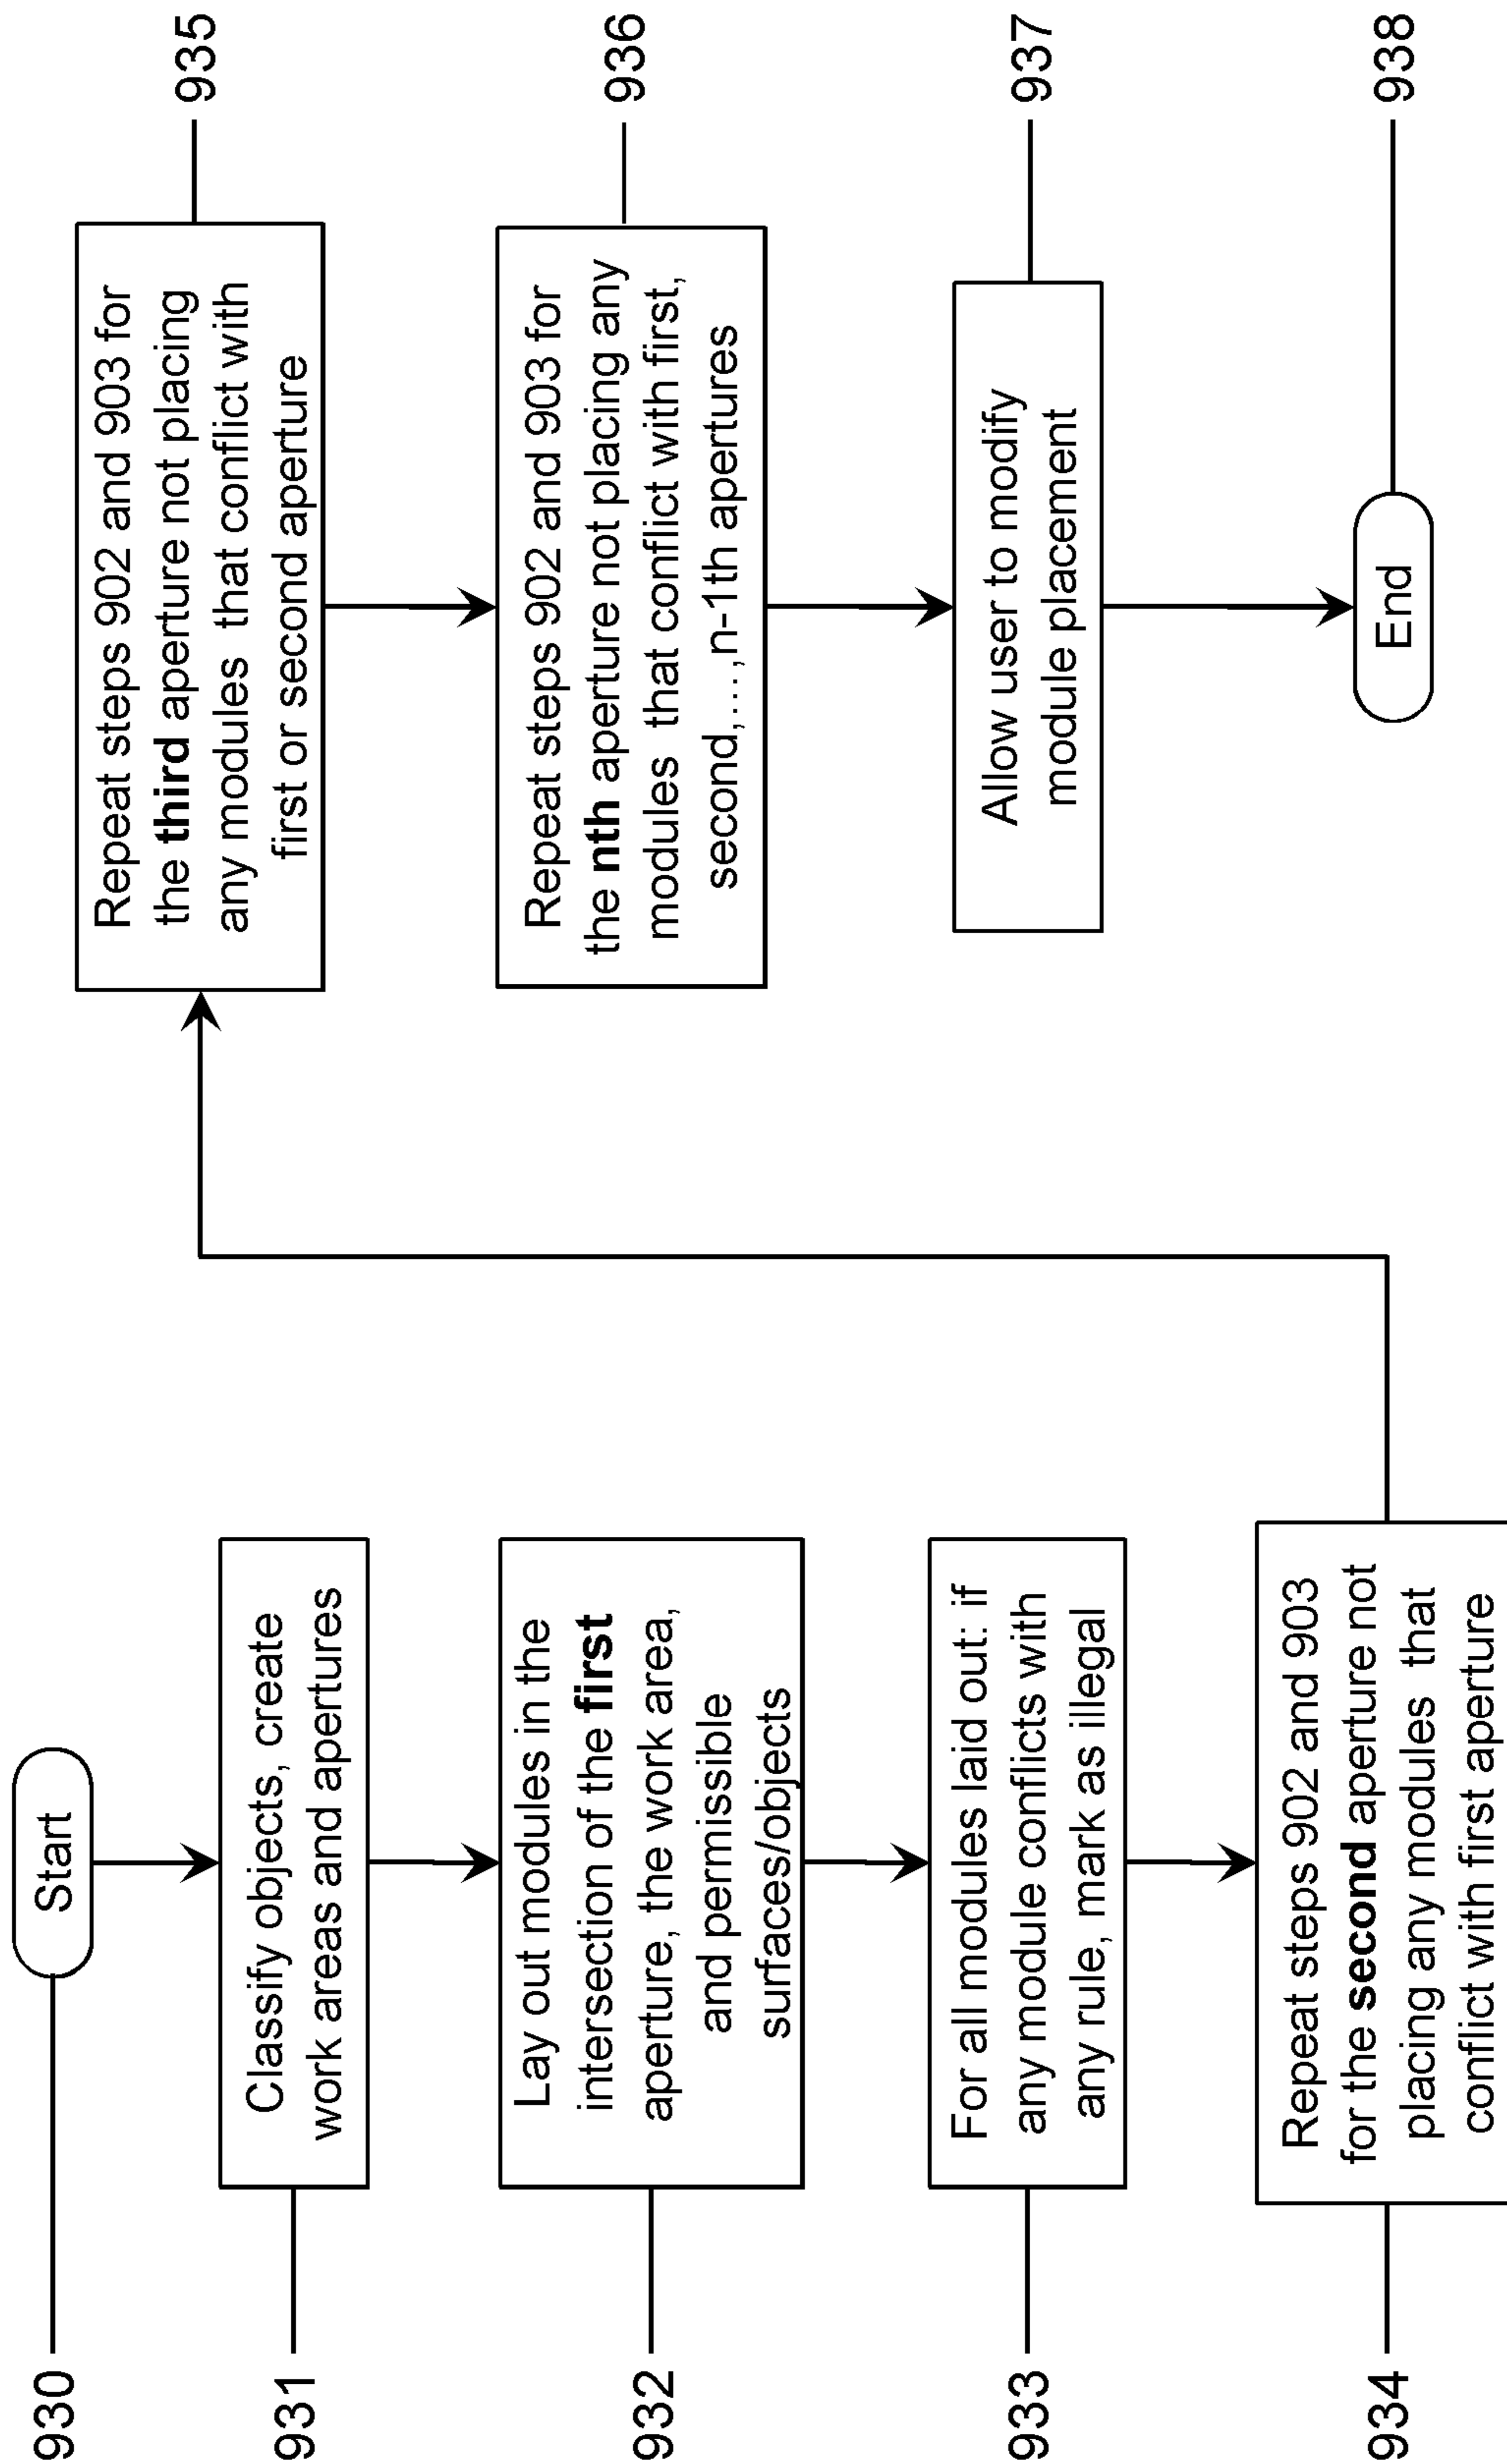 930
Start
931
Classify objects, create
work areas and apertures
932
Lay out modules in the
intersection of the first
aperture, the work area,
and permissible
surfaces/objects
933
For all modules laid out: if
any module conflicts with
any rule, mark as illegal
934
Repeat steps 902 and 903
for the second aperture not
placing any modules that
conflict with first aperture
Repeat steps 902 and 903 for
the third aperture not placing
any modules that conflict with
first or second aperture
935
Repeat steps 902 and 903 for
the nth aperture not placing any
modules that conflict with first,
second,...,n-1th apertures
936
Allow user to modify
module placement
937
End
938